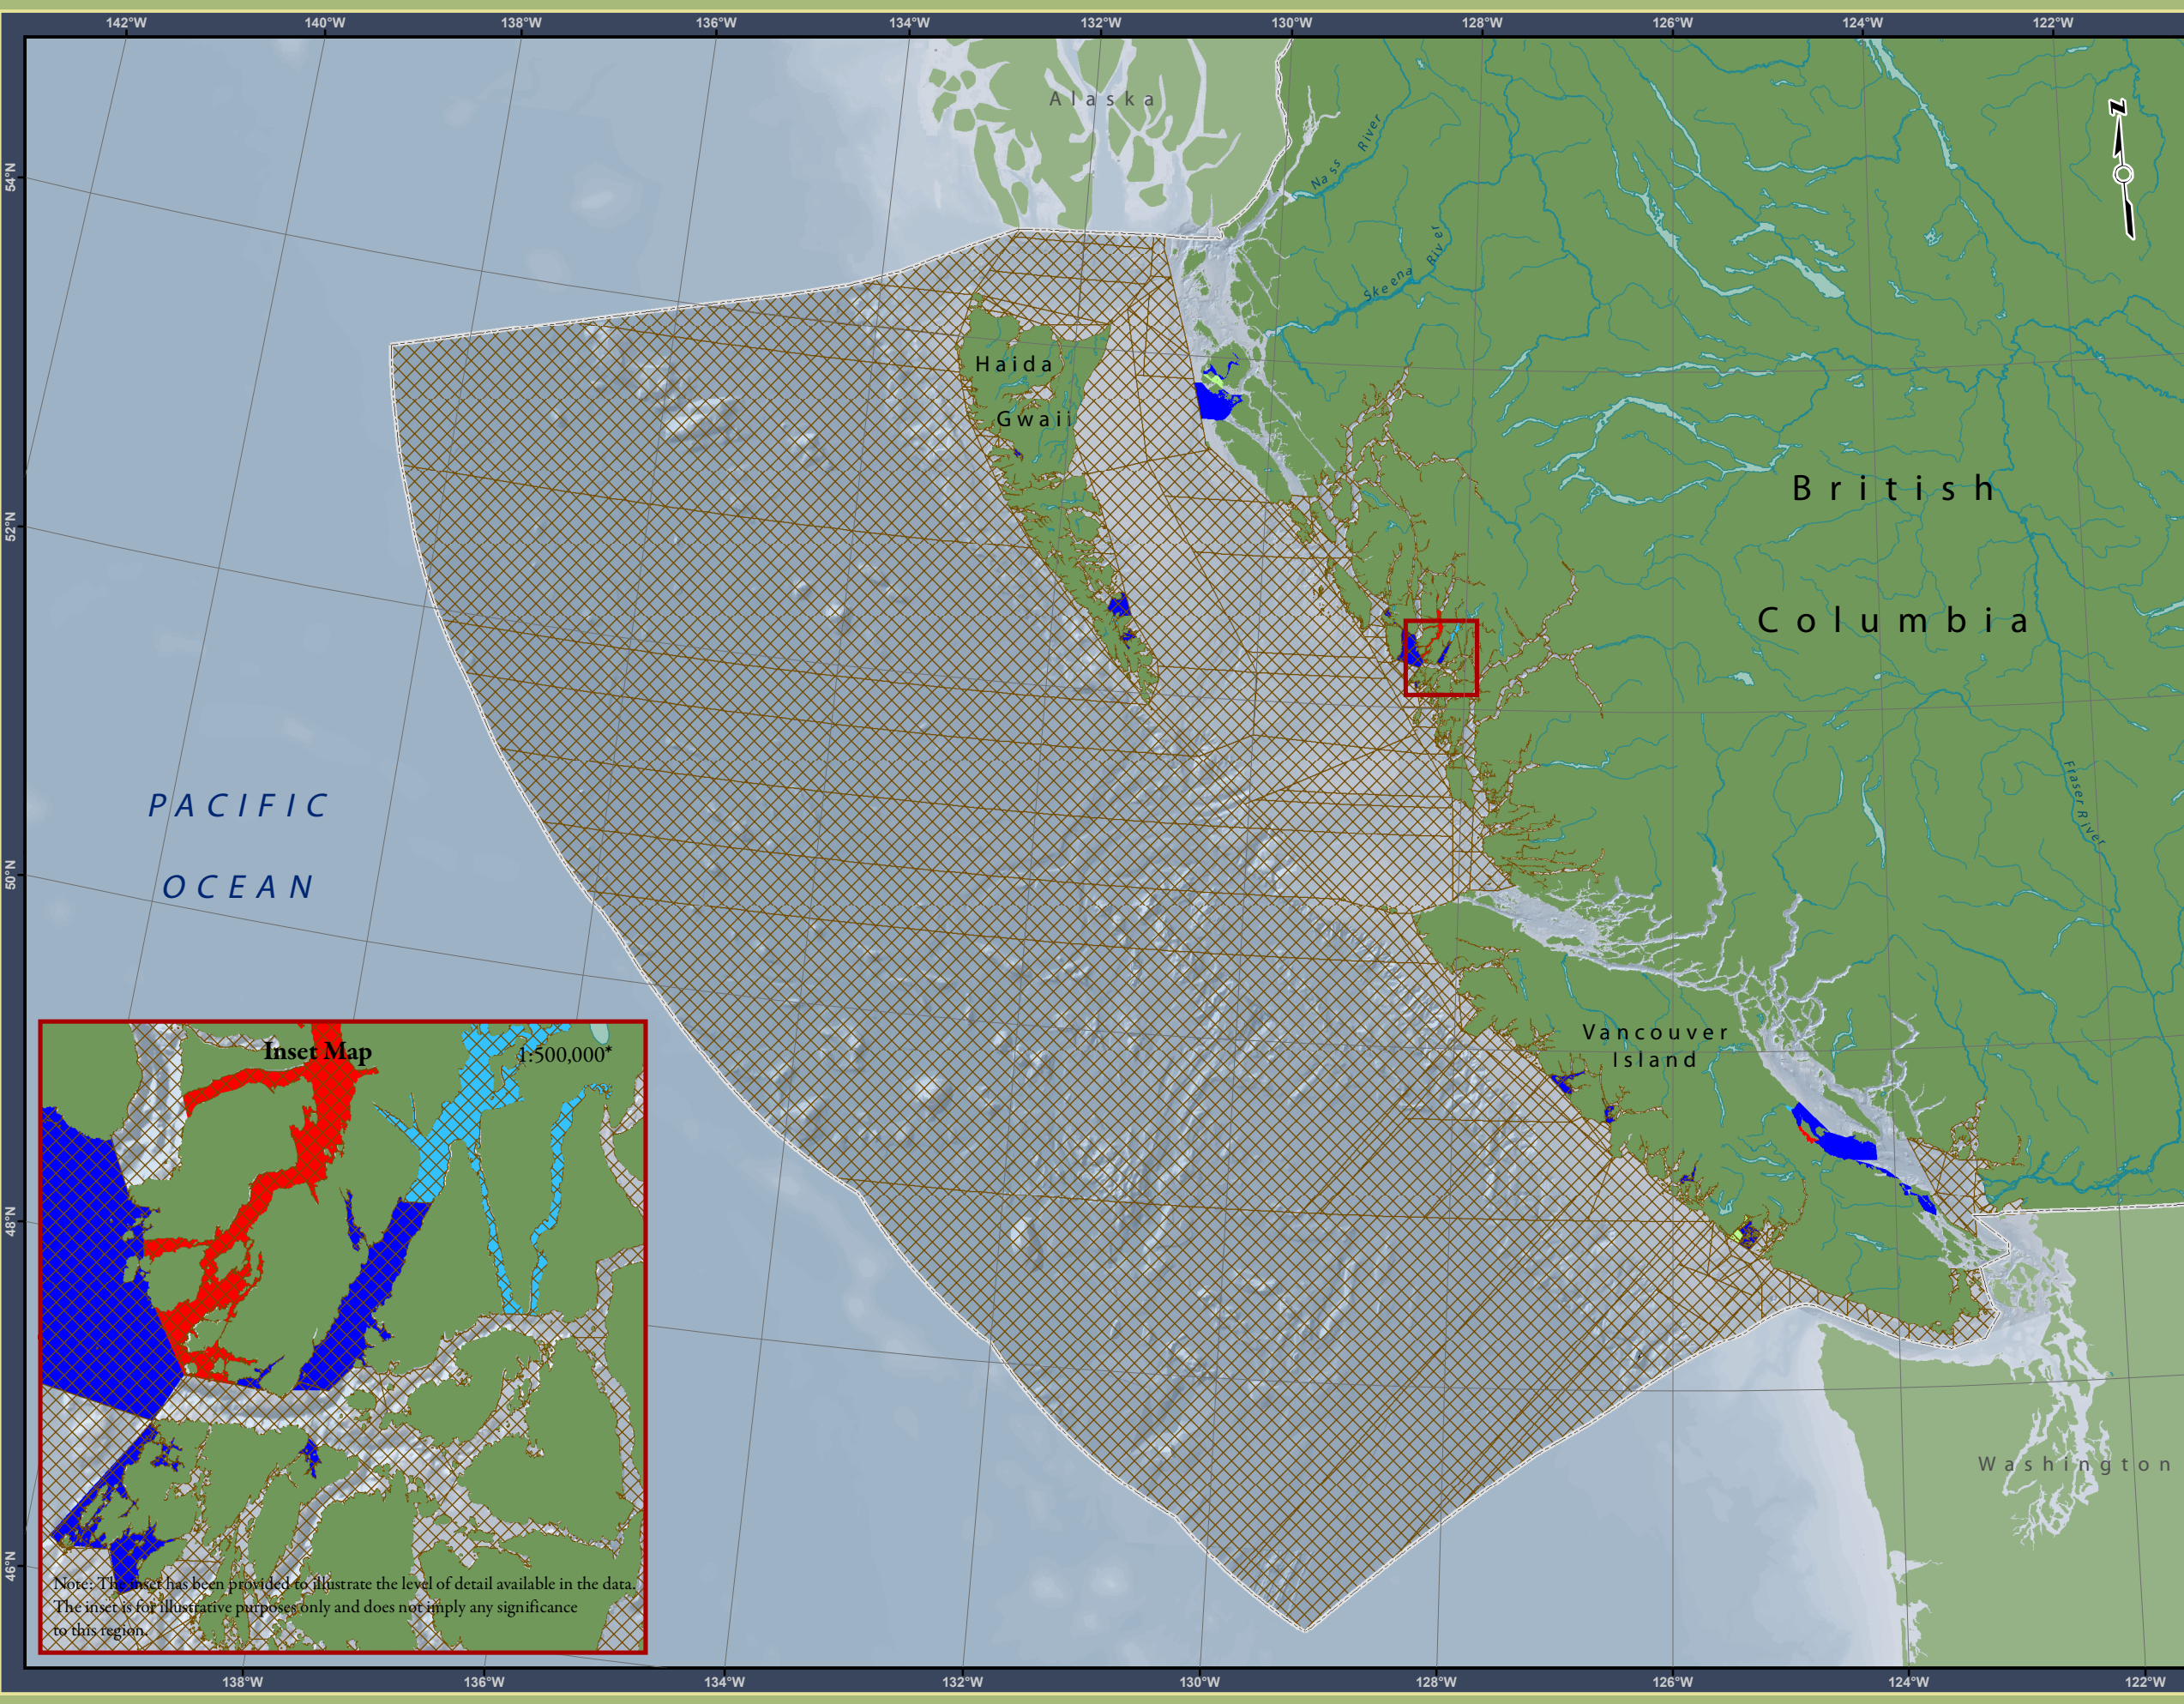 142°W 140°W 138°W 136°W 134°W 132°W 130°W 128°W 126°W 124°W 122°W
54°N
52°N
50°N
48°N
46°N
Alaska
Nass River
Skeena River
Haida
Gwaii
British
Columbia
Fraser River
PACIFIC
OCEAN
Vancouver
Island
Washington
Inset Map
1:500,000*
Note: The inset has been provided to illustrate the level of detail available in the data.
The inset is for illustrative purposes only and does not imply any significance
to this region.
138°W 136°W 134°W 132°W 130°W 128°W 126°W 124°W 122°W
N